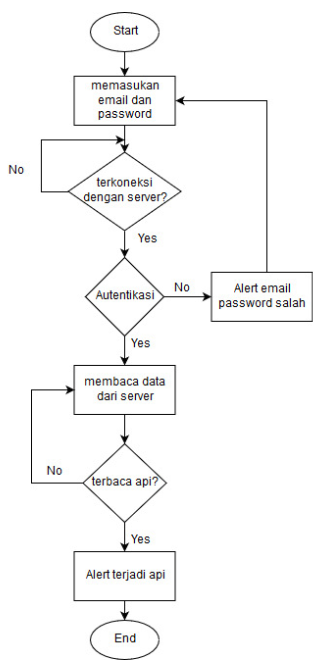 Start
memasukan
email dan
password
No
terkoneksi
dengan server?
Yes
Autentikasi
No
Alert email
password salah
Yes
membaca data
dari server
No
terbaca api?
Yes
Alert terjadi api
End